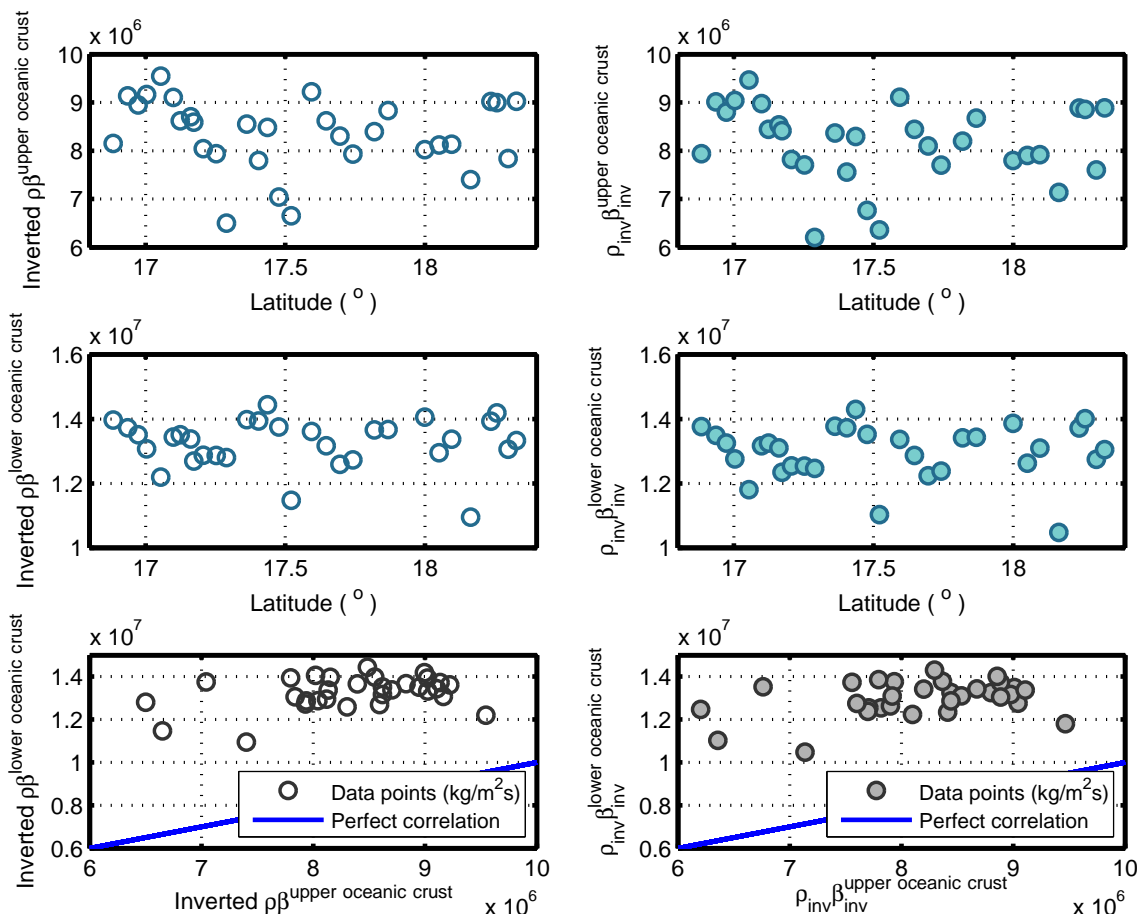 x 10^6
Inverted ρβ^upper oceanic crust
10
9
8
7
6
17
17.5
18
Latitude ( ° )
x 10^6
ρ_inv β_inv^upper oceanic crust
10
9
8
7
6
17
17.5
18
Latitude ( ° )
x 10^7
Inverted ρβ^lower oceanic crust
1.6
1.4
1.2
1
17
17.5
18
Latitude ( ° )
x 10^7
ρ_inv β_inv^lower oceanic crust
1.6
1.4
1.2
1
17
17.5
18
Latitude ( ° )
x 10^7
Inverted ρβ^lower oceanic crust
1.4
1.2
1.0
0.8
0.6
Data points (kg/m²s)
Perfect correlation
6
7
8
9
10
x 10^6
Inverted ρβ^upper oceanic crust
x 10^7
ρ_inv β_inv^lower oceanic crust
1.4
1.2
1.0
0.8
0.6
Data points (kg/m²s)
Perfect correlation
6
7
8
9
10
x 10^6
ρ_inv β_inv^upper oceanic crust